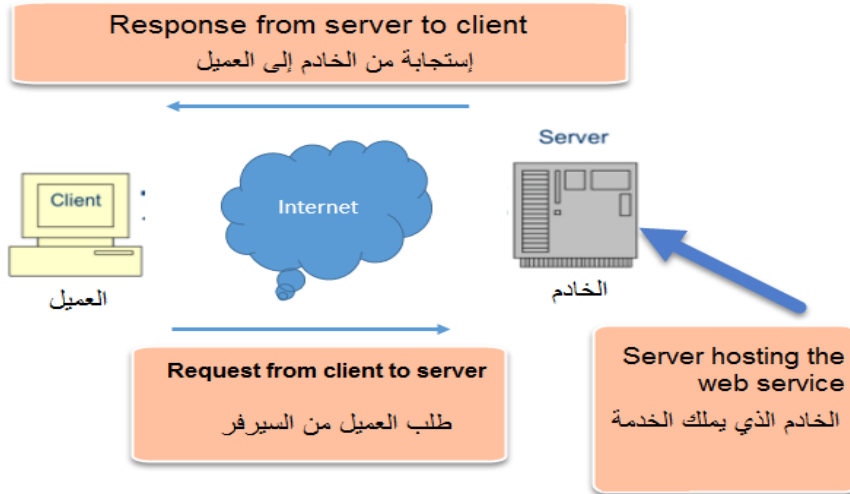 Response from server to client
إستجابة من الخادم إلى العميل
Server
Client
Internet
العميل
الخادم
Request from client to server
طلب العميل من السيرفر
Server hosting the
web service
الخادم الذي يملك الخدمة